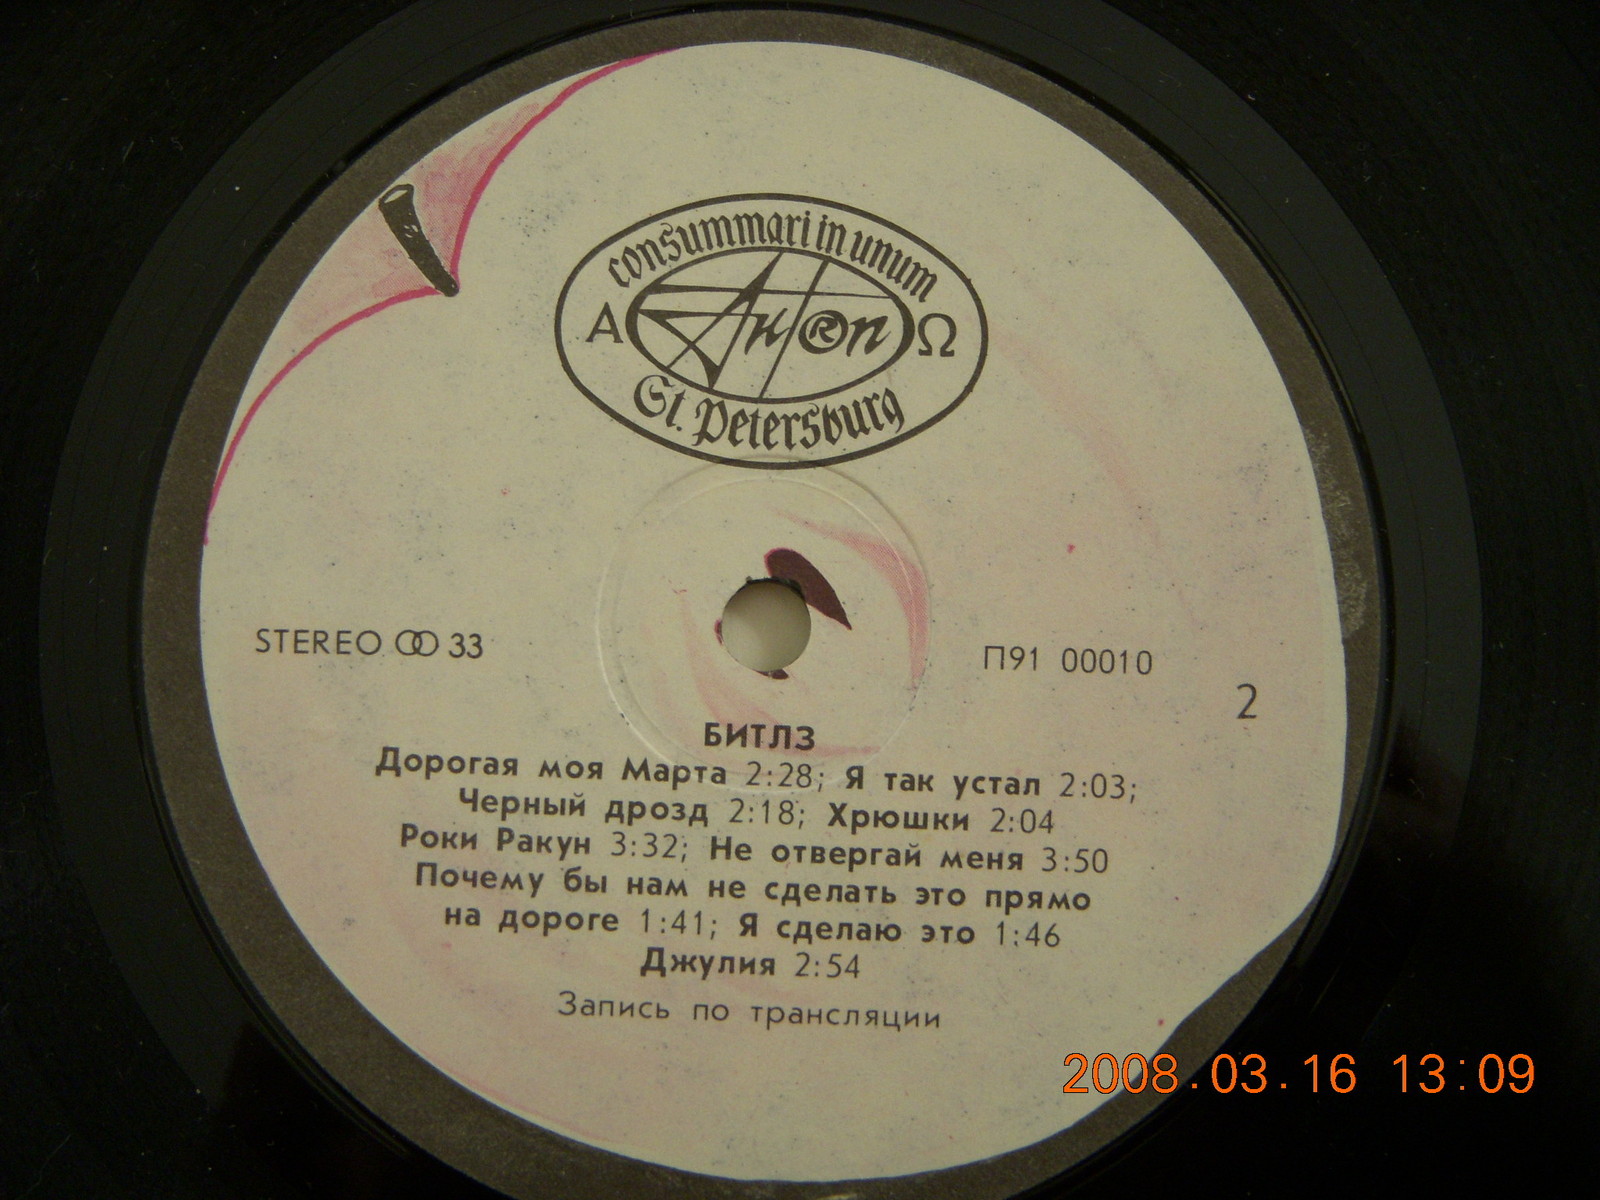 consummari in unum
Α АнтRоп Ω
St. Petersburg
STEREO 33
П91 00010
2
БИТЛЗ
Дорогая моя Марта 2:28; Я так устал 2:03;
Черный дрозд 2:18; Хрюшки 2:04
Роки Ракун 3:32; Не отвергай меня 3:50
Почему бы нам не сделать это прямо
на дороге 1:41; Я сделаю это 1:46
Джулия 2:54
Запись по трансляции
2008.03.16 13:09